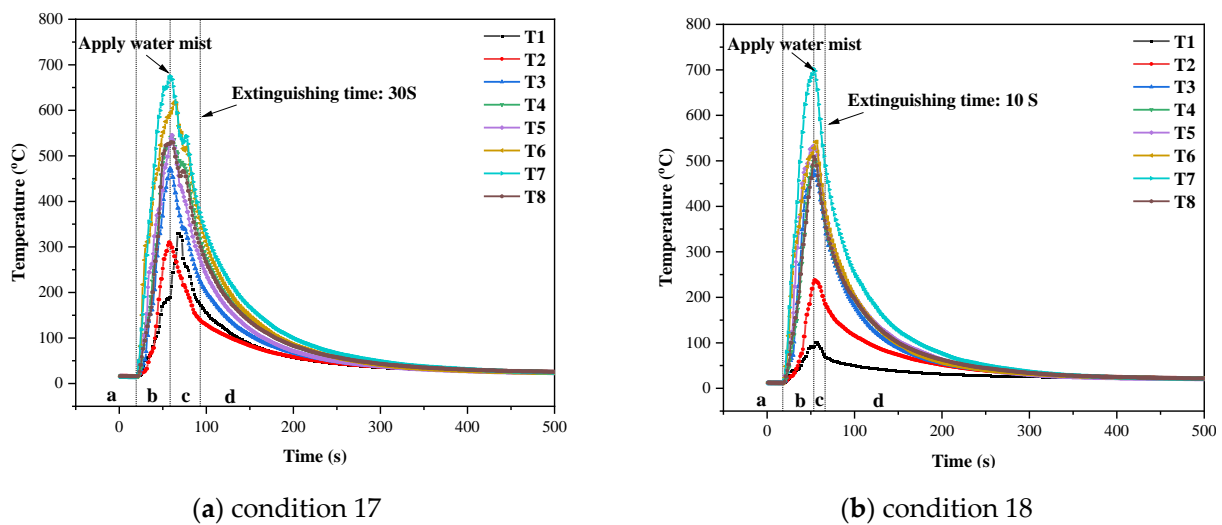 800
700
600
500
400
300
200
100
0
Temperature (°C)
Apply water mist
Extinguishing time: 30S
T1
T2
T3
T4
T5
T6
T7
T8
a b c d
0 100 200 300 400 500
Time (s)
(a) condition 17
800
700
600
500
400
300
200
100
0
Temperature (°C)
Apply water mist
Extinguishing time: 10 S
T1
T2
T3
T4
T5
T6
T7
T8
a b c d
0 100 200 300 400 500
Time (s)
(b) condition 18